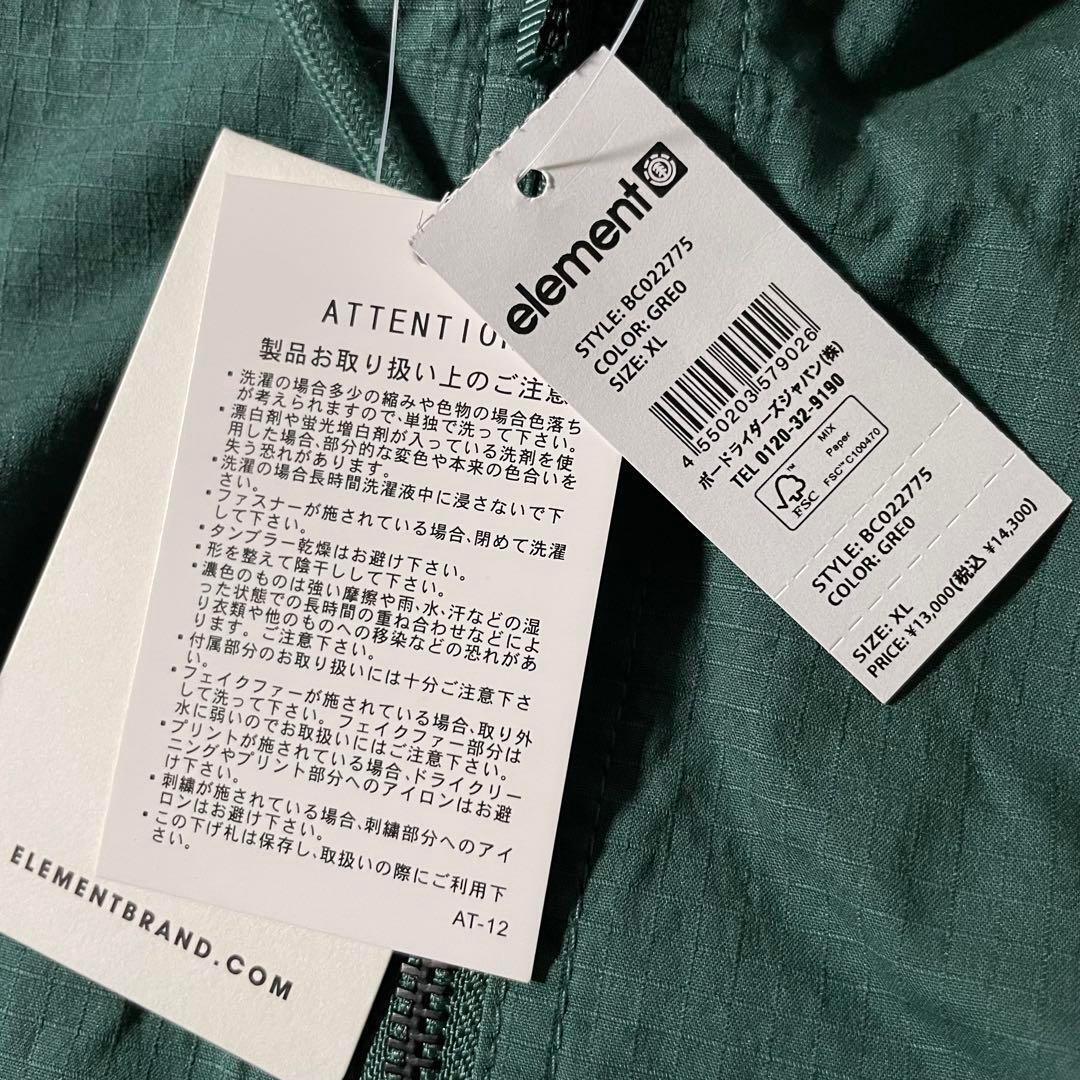 ATTENTIO
製品お取り扱い上のご注意
・洗濯の場合多少の縮みや色物の場合色落ち
が考えられますので、単独で洗って下さい。
・漂白剤や蛍光増白剤が入っている洗剤を使
用した場合、部分的な変色や本来の色合いを
失う恐れがあります。
・洗濯の場合長時間洗濯液中に浸さないで下
さい。
・ファスナーが施されている場合、閉めて洗濯
して下さい。
・タンブラー乾燥はお避け下さい。
・形を整えて陰干しして下さい。
・濃色のものは強い摩擦や雨、水、汗などの湿
った状態での長時間の重ね合わせなどによ
り衣類や他のものへの移染などの恐れがあ
ります。ご注意下さい。
・付属部分のお取り扱いには十分ご注意下さ
い。
・フェイクファーが施されている場合、取り外
して洗って下さい。フェイクファー部分は
水に弱いのでお取扱いにはご注意下さい。
・プリントが施されている場合、ドライクリー
ニングやプリント部分へのアイロンはお避
け下さい。
・刺繍が施されている場合、刺繍部分へのアイ
ロンはお避け下さい。
・この下げ札は保存し、取扱いの際にご利用下
さい。
AT-12
ELEMENTBRAND.COM
element
STYLE: BC022775
COLOR: GRE0
SIZE: XL
4 550203 579026
ボードライダーズジャパン(株)
TEL 0120-32-9190
FSC™
MIX
Paper
FSC™ C100470
STYLE: BC022775
COLOR: GRE0
SIZE: XL
PRICE: ¥13,000(税込 ¥14,300)